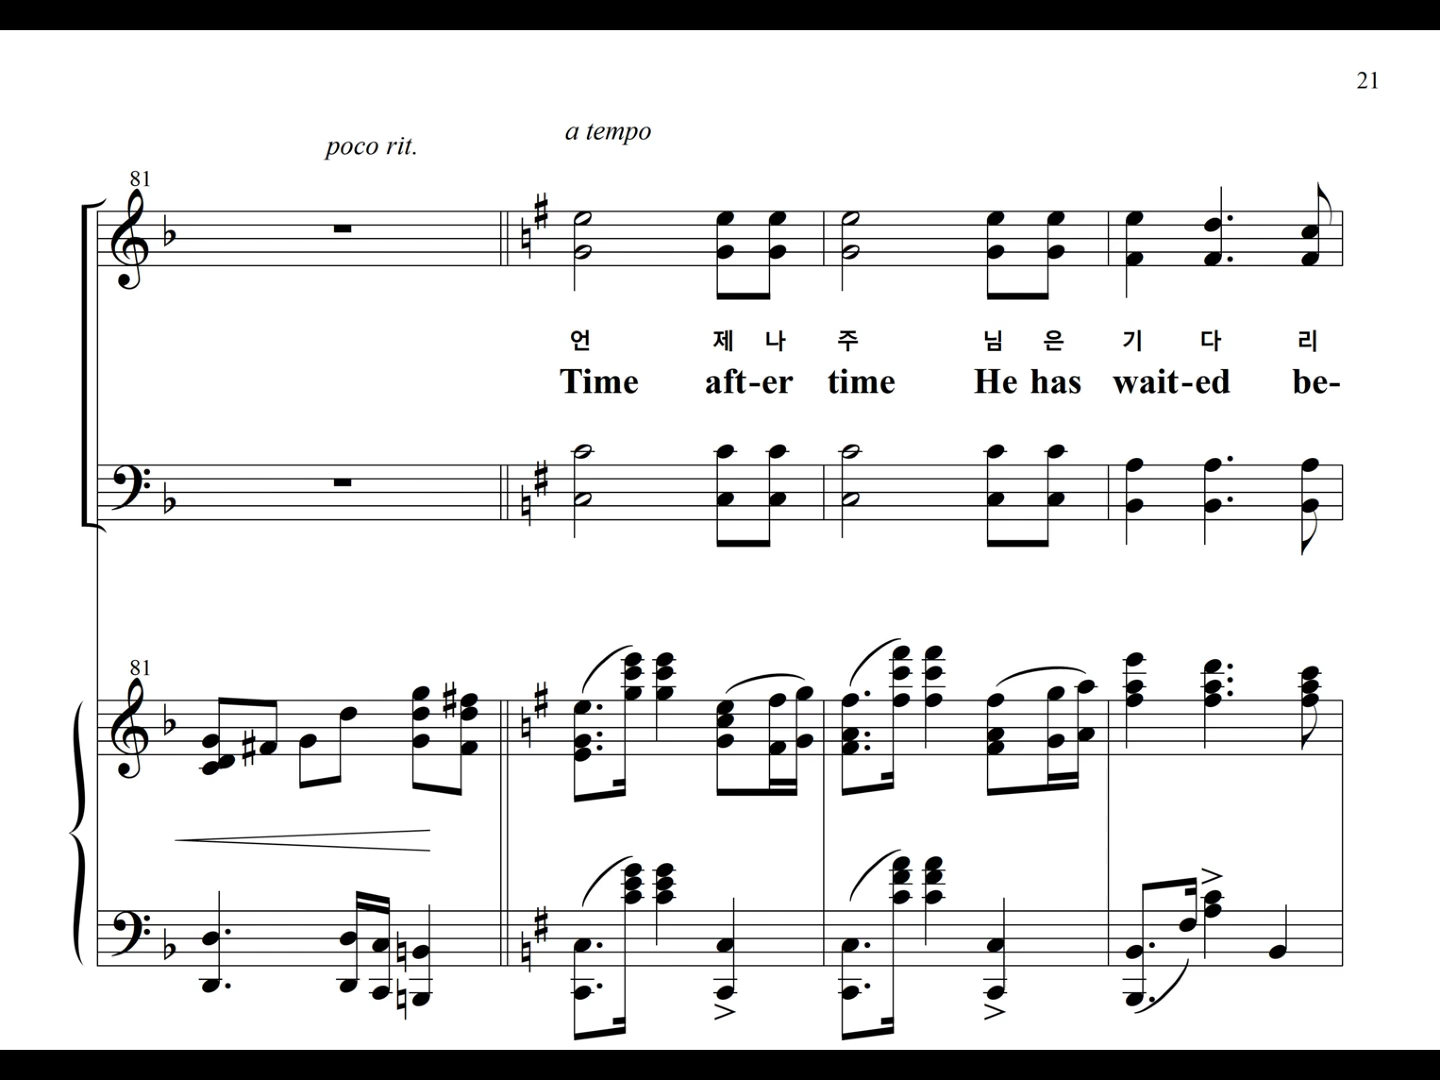 21
poco rit.
a tempo
81
언 제 나 주 님 은 기 다 리
Time aft-er time He has wait-ed be-
81